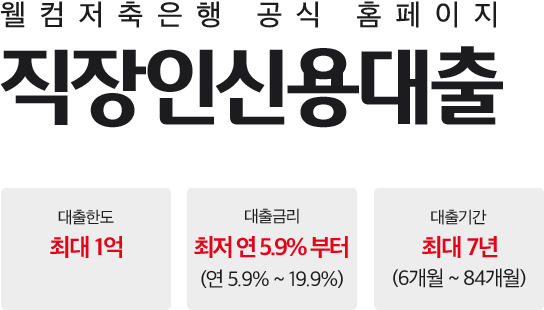 웰컴저축은행 공식 홈페이지
직장인신용대출
대출한도
최대 1억
대출금리
최저 연 5.9% 부터
(연 5.9% ~ 19.9%)
대출기간
최대 7년
(6개월 ~ 84개월)